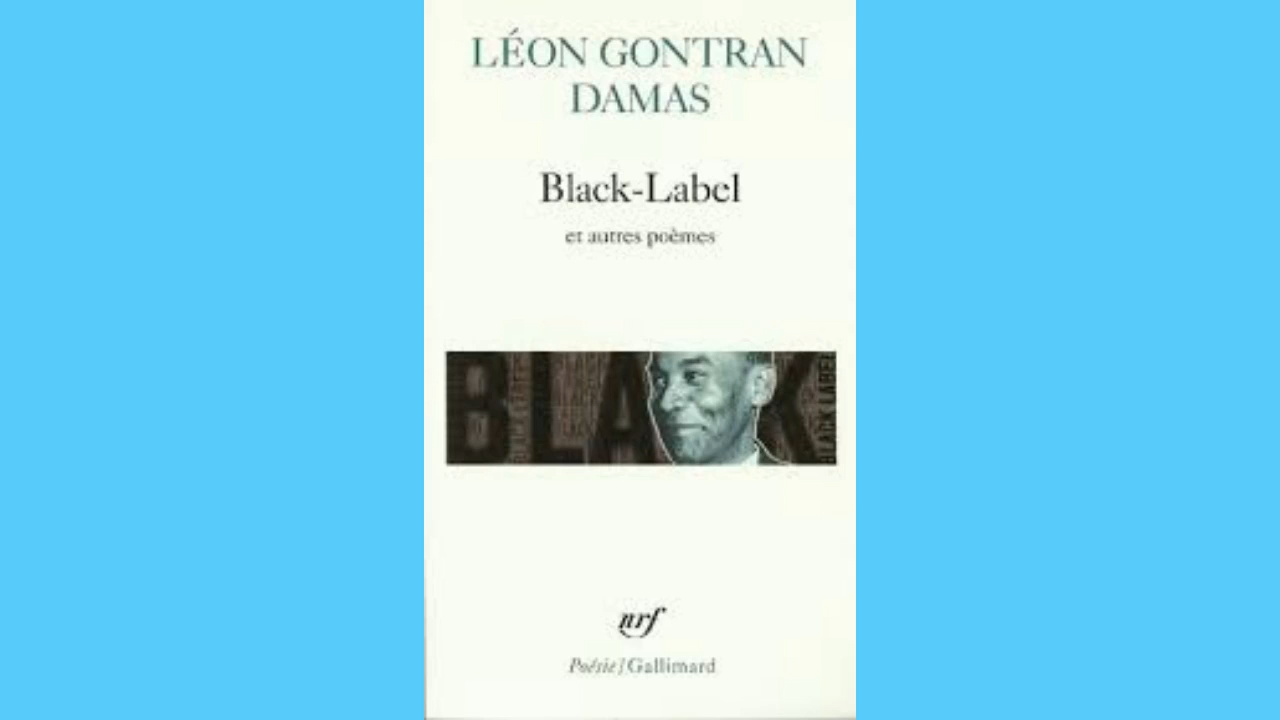 LÉON GONTRAN
DAMAS
Black-Label
et autres poèmes
BLACK
BLACK LABEL
nrf
Poésie/Gallimard